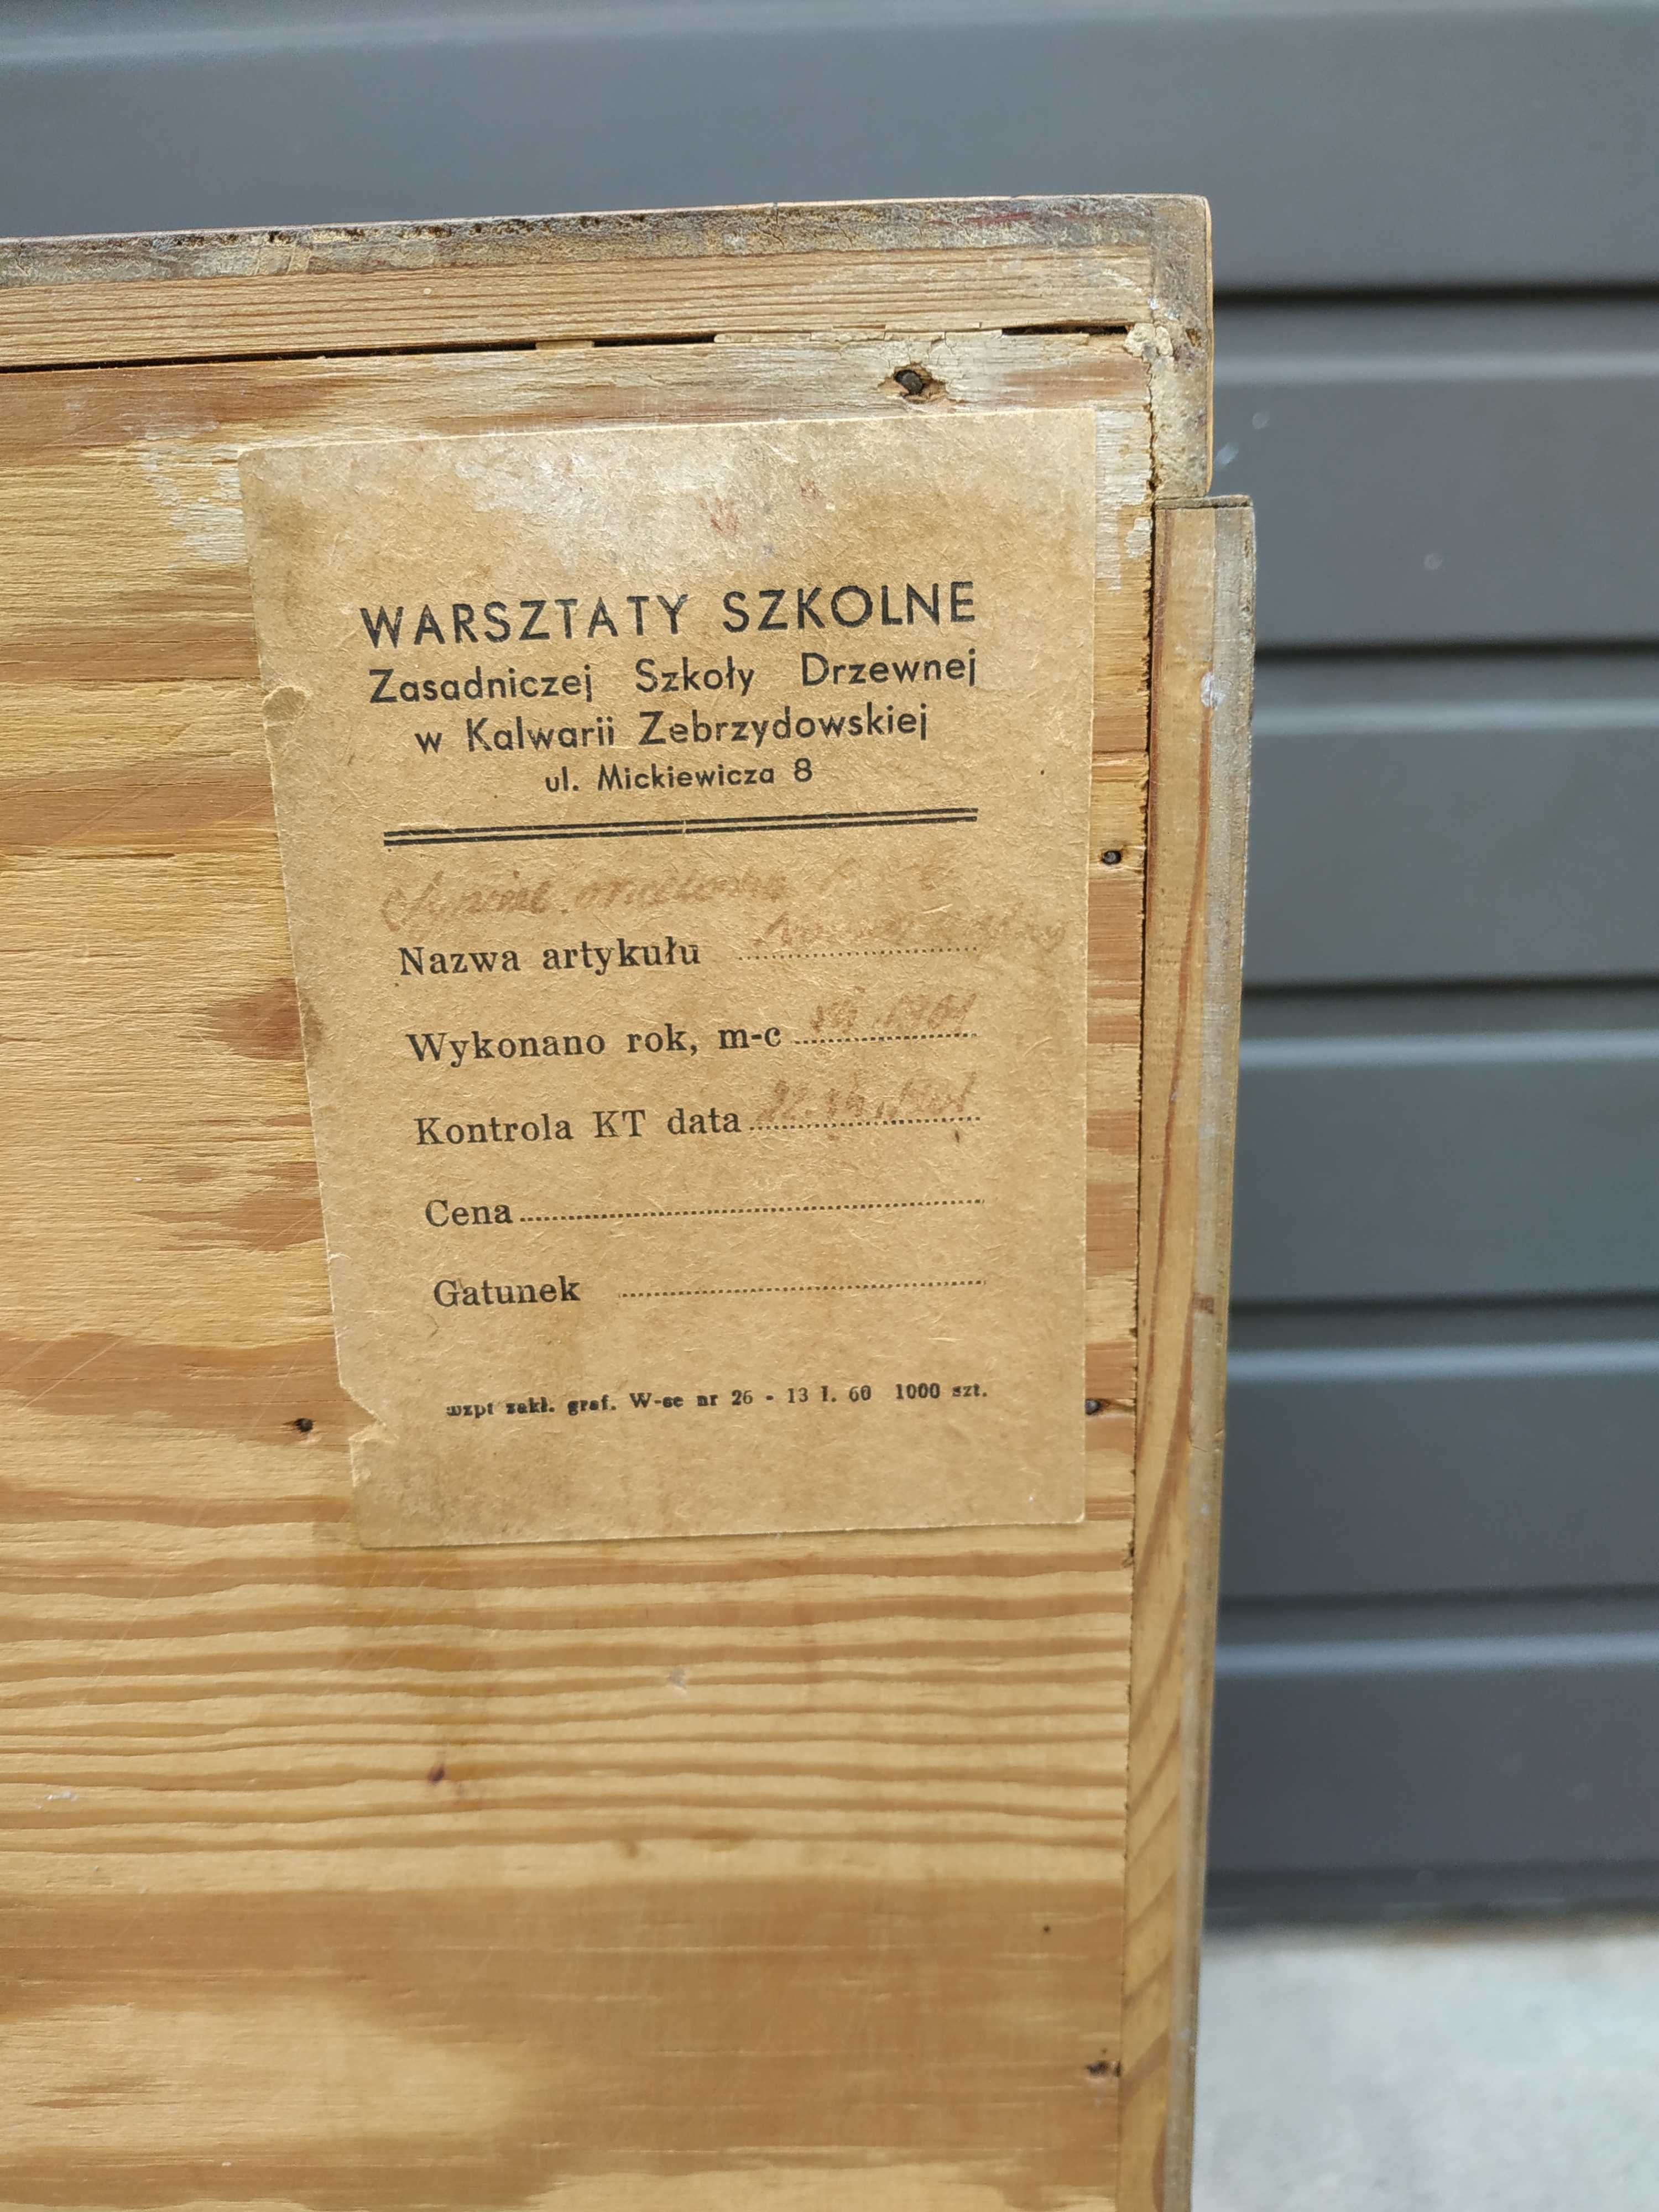 WARSZTATY SZKOLNE
Zasadniczej Szkoły Drzewnej
w Kalwarii Zebrzydowskiej
ul. Mickiewicza 8
Nazwa artykułu
Wykonano rok, m-c
Kontrola KT data
Cena
Gatunek
wzpt zakł. graf. W-ce nr 26 - 13 I. 60 1000 szt.